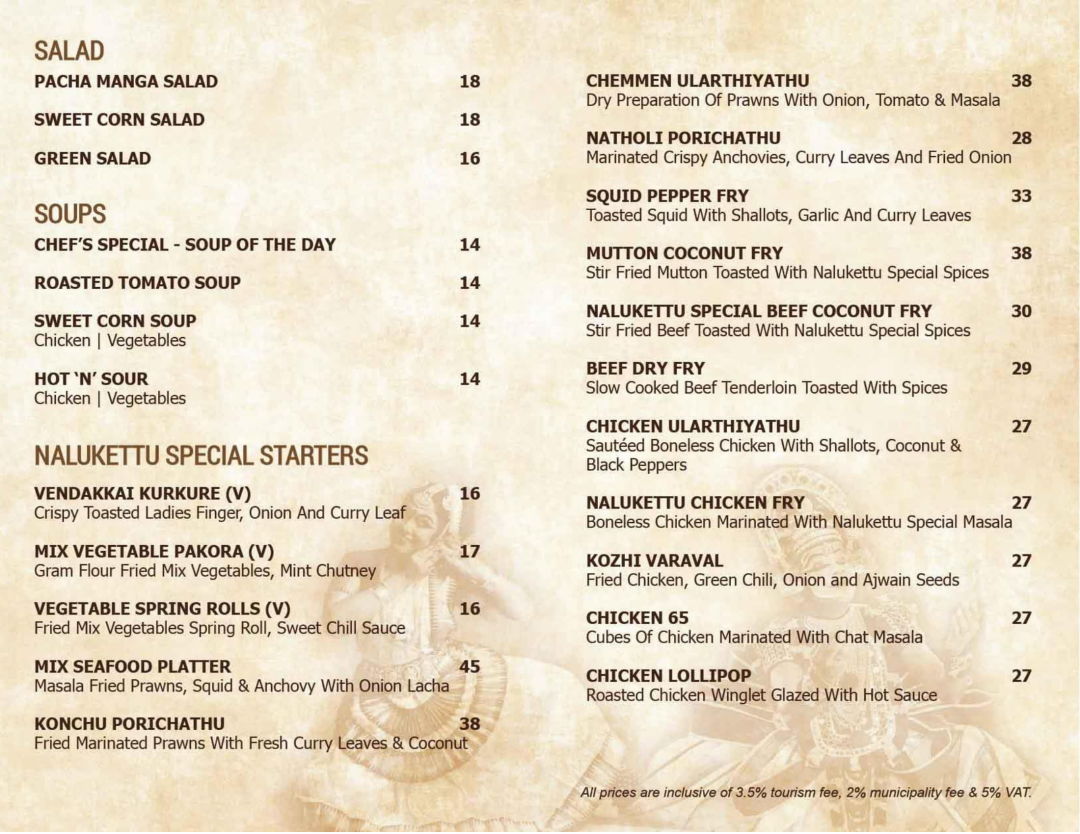 SALAD
PACHA MANGA SALAD 18
SWEET CORN SALAD 18
GREEN SALAD 16
SOUPS
CHEF'S SPECIAL - SOUP OF THE DAY 14
ROASTED TOMATO SOUP 14
SWEET CORN SOUP 14
Chicken | Vegetables
HOT 'N' SOUR 14
Chicken | Vegetables
NALUKETTU SPECIAL STARTERS
VENDAKKAI KURKURE (V) 16
Crispy Toasted Ladies Finger, Onion And Curry Leaf
MIX VEGETABLE PAKORA (V) 17
Gram Flour Fried Mix Vegetables, Mint Chutney
VEGETABLE SPRING ROLLS (V) 16
Fried Mix Vegetables Spring Roll, Sweet Chill Sauce
MIX SEAFOOD PLATTER 45
Masala Fried Prawns, Squid & Anchovy With Onion Lacha
KONCHU PORICHATHU 38
Fried Marinated Prawns With Fresh Curry Leaves & Coconut
CHEMMEN ULARTHIYATHU 38
Dry Preparation Of Prawns With Onion, Tomato & Masala
NATHOLI PORICHATHU 28
Marinated Crispy Anchovies, Curry Leaves And Fried Onion
SQUID PEPPER FRY 33
Toasted Squid With Shallots, Garlic And Curry Leaves
MUTTON COCONUT FRY 38
Stir Fried Mutton Toasted With Nalukettu Special Spices
NALUKETTU SPECIAL BEEF COCONUT FRY 30
Stir Fried Beef Toasted With Nalukettu Special Spices
BEEF DRY FRY 29
Slow Cooked Beef Tenderloin Toasted With Spices
CHICKEN ULARTHIYATHU 27
Sautéed Boneless Chicken With Shallots, Coconut &
Black Peppers
NALUKETTU CHICKEN FRY 27
Boneless Chicken Marinated With Nalukettu Special Masala
KOZHI VARAVAL 27
Fried Chicken, Green Chili, Onion and Ajwain Seeds
CHICKEN 65 27
Cubes Of Chicken Marinated With Chat Masala
CHICKEN LOLLIPOP 27
Roasted Chicken Winglet Glazed With Hot Sauce
All prices are inclusive of 3.5% tourism fee, 2% municipality fee & 5% VAT.